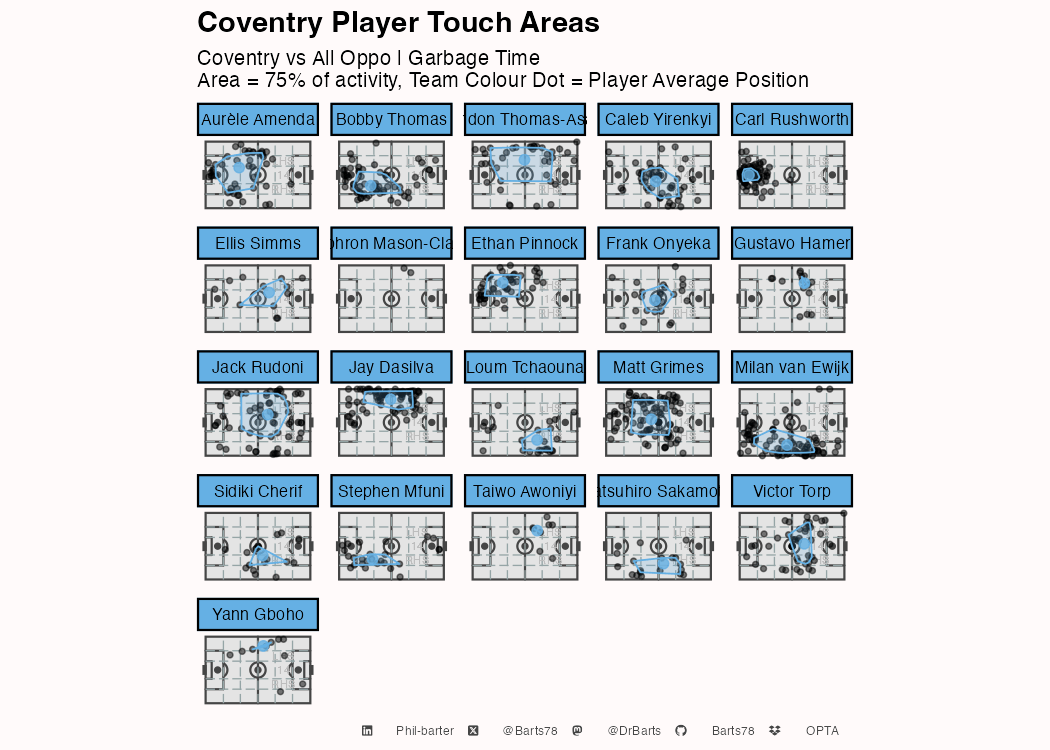 Coventry Player Touch Areas
Coventry vs All Oppo | Garbage Time
Area = 75% of activity, Team Colour Dot = Player Average Position
Aurèle Amenda
Bobby Thomas
don Thomas-As
Caleb Yirenkyi
Carl Rushworth
Ellis Simms
phron Mason-Cla
Ethan Pinnock
Frank Onyeka
Gustavo Hamer
Jack Rudoni
Jay Dasilva
Loum Tchaouna
Matt Grimes
Milan van Ewijk
Sidiki Cherif
Stephen Mfuni
Taiwo Awoniyi
atsuhiro Sakamo
Victor Torp
Yann Gboho
Phil-barter @Barts78 @DrBarts Barts78 OPTA